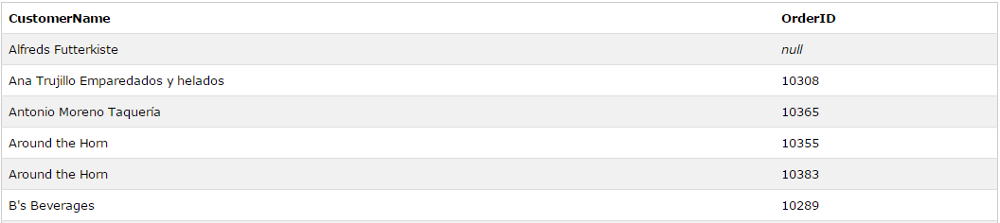 CustomerName OrderID
Alfreds Futterkiste null
Ana Trujillo Emparedados y helados 10308
Antonio Moreno Taquería 10365
Around the Horn 10355
Around the Horn 10383
B's Beverages 10289